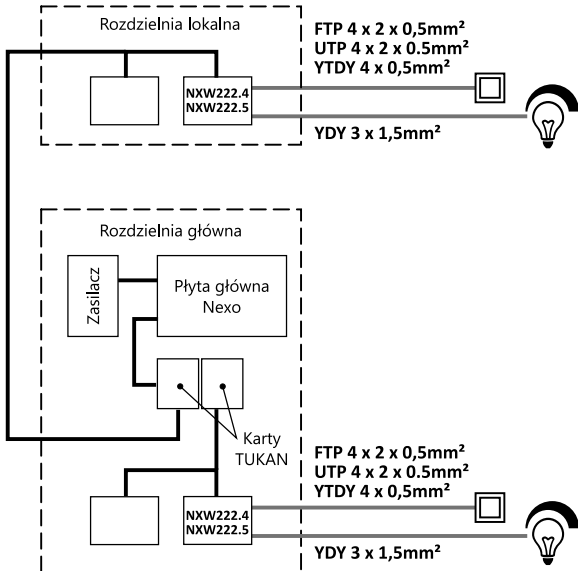 Rozdzielnia lokalna
FTP 4 x 2 x 0,5mm²
UTP 4 x 2 x 0.5mm²
YTDY 4 x 0,5mm²
NXW222.4
NXW222.5
YDY 3 x 1,5mm²
Rozdzielnia główna
Zasilacz
Płyta główna
Nexo
Karty
TUKAN
FTP 4 x 2 x 0,5mm²
UTP 4 x 2 x 0.5mm²
YTDY 4 x 0,5mm²
NXW222.4
NXW222.5
YDY 3 x 1,5mm²